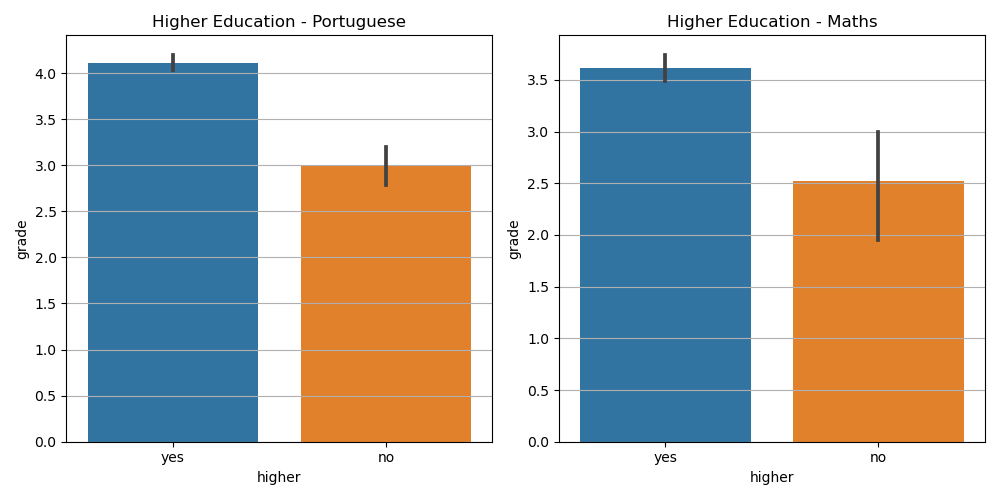 Higher Education - Portuguese
grade
4.0
3.5
3.0
2.5
2.0
1.5
1.0
0.5
0.0
yes
no
higher
Higher Education - Maths
grade
3.5
3.0
2.5
2.0
1.5
1.0
0.5
0.0
yes
no
higher